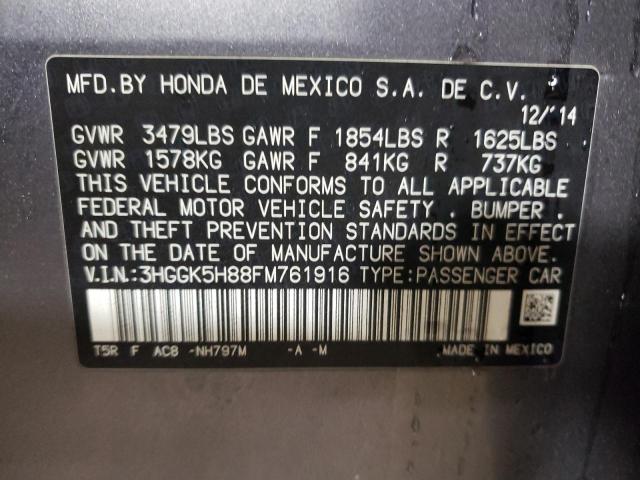 MFD.BY HONDA DE MEXICO S.A. DE C.V.
12/'14
GVWR 3479LBS GAWR F 1854LBS R 1625LBS
GVWR 1578KG GAWR F 841KG R 737KG
THIS VEHICLE CONFORMS TO ALL APPLICABLE
FEDERAL MOTOR VEHICLE SAFETY . BUMPER .
AND THEFT PREVENTION STANDARDS IN EFFECT
ON THE DATE OF MANUFACTURE SHOWN ABOVE.
V.I.N.:3HGGK5H88FM761916 TYPE:PASSENGER CAR
T5R F AC8 -NH797M -A -M MADE IN MEXICO